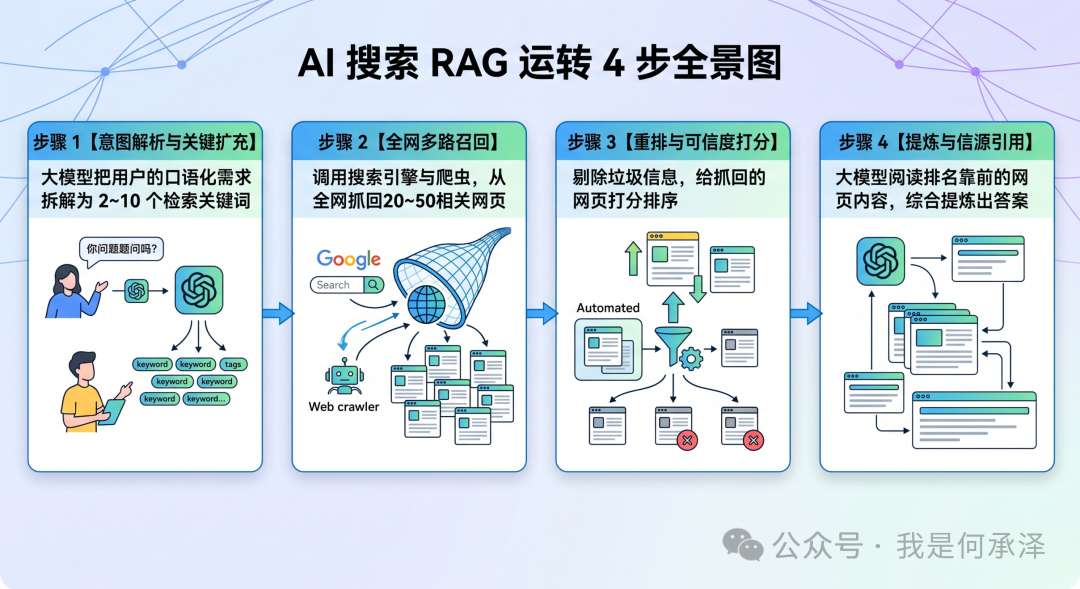 AI 搜索 RAG 运转 4 步全景图
步骤 1【意图解析与关键扩充】
大模型把用户的口语化需求
拆解为 2~10 个检索关键词
你问题题问吗?
keyword
keyword
tags
keyword
keyword
keyword
keyword...
步骤 2【全网多路召回】
调用搜索引擎与爬虫，从
全网抓回20~50相关网页
Google
Search
Web crawler
步骤 3【重排与可信度打分】
剔除垃圾信息，给抓回的
网页打分排序
Automated
步骤 4【提炼与信源引用】
大模型阅读排名靠前的网
页内容，综合提炼出答案
公众号 · 我是何承泽